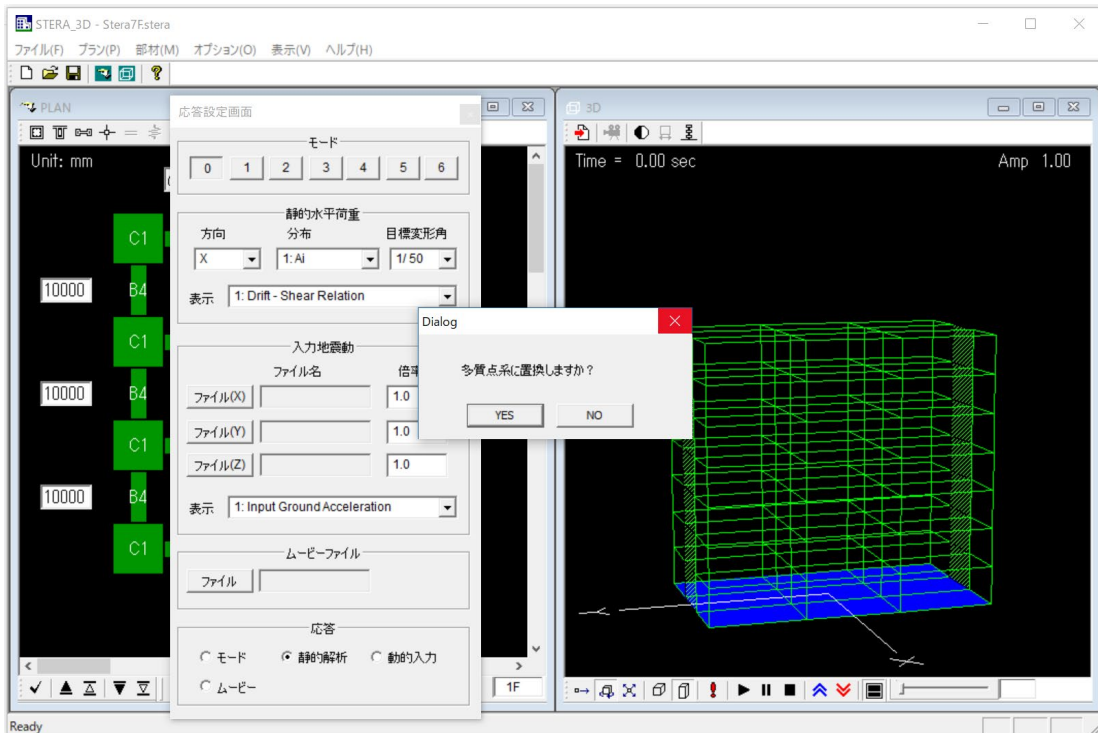 STERA_3D - Stera7F.stera
ファイル(F) プラン(P) 部材(M) オプション(O) 表示(V) ヘルプ(H)
PLAN
Unit: mm
C1
10000
B4
C1
10000
B4
C1
10000
B4
C1
1F
応答設定画面
モード
0 1 2 3 4 5 6
静的水平荷重
方向 分布 目標変形角
X 1: Ai 1/ 50
表示 1: Drift - Shear Relation
入力地震動
ファイル名
ファイル(X) 1.0
ファイル(Y) 1.0
ファイル(Z) 1.0
表示 1: Input Ground Acceleration
ムービーファイル
ファイル
応答
モード 静的解析 動的入力
ムービー
Dialog
多質点系に置換しますか？
YES NO
3D
Time = 0.00 sec Amp 1.00
Ready